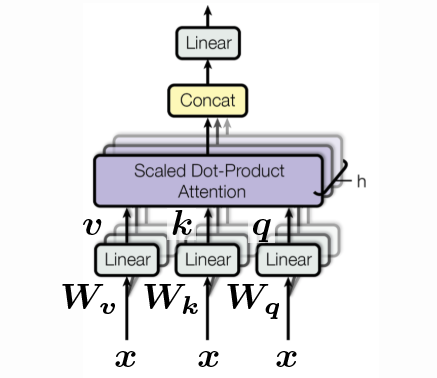 Linear
Concat
Scaled Dot-Product
Attention
h
v k q
Linear Linear Linear
W_v W_k W_q
x x x